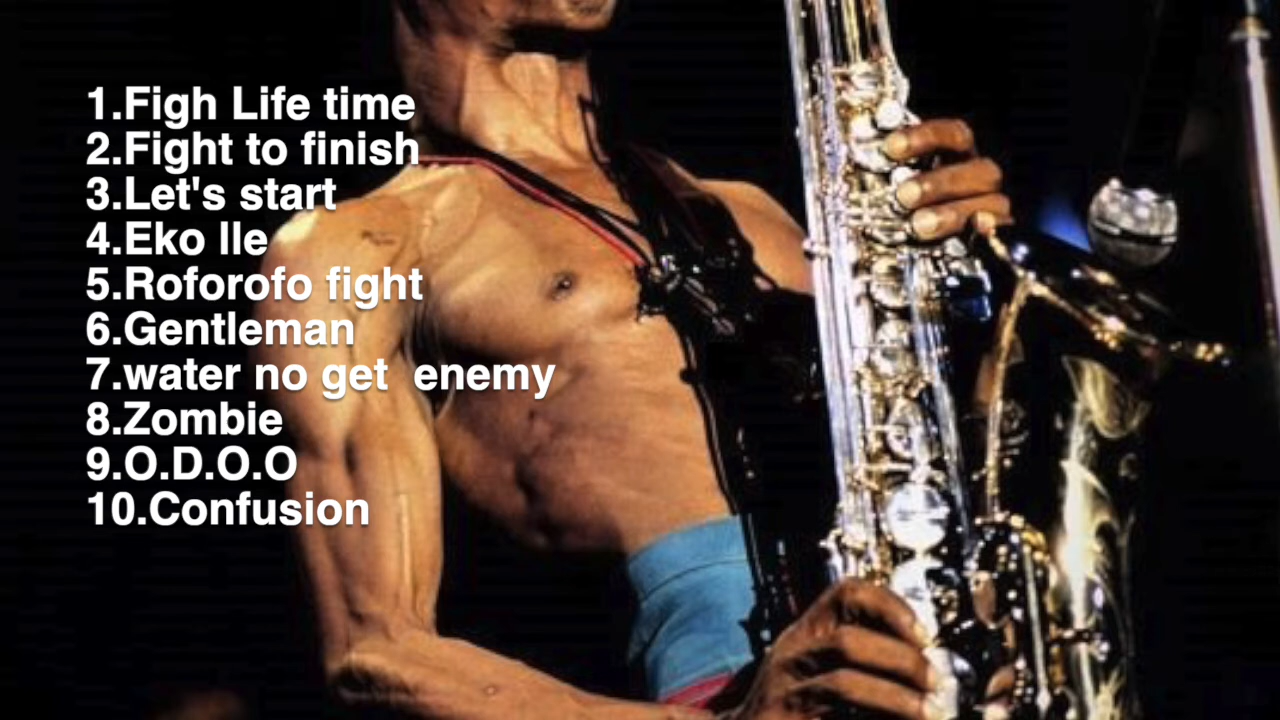 1.Figh Life time
2.Fight to finish
3.Let's start
4.Eko Ile
5.Roforofo fight
6.Gentleman
7.water no get  enemy
8.Zombie
9.O.D.O.O
10.Confusion